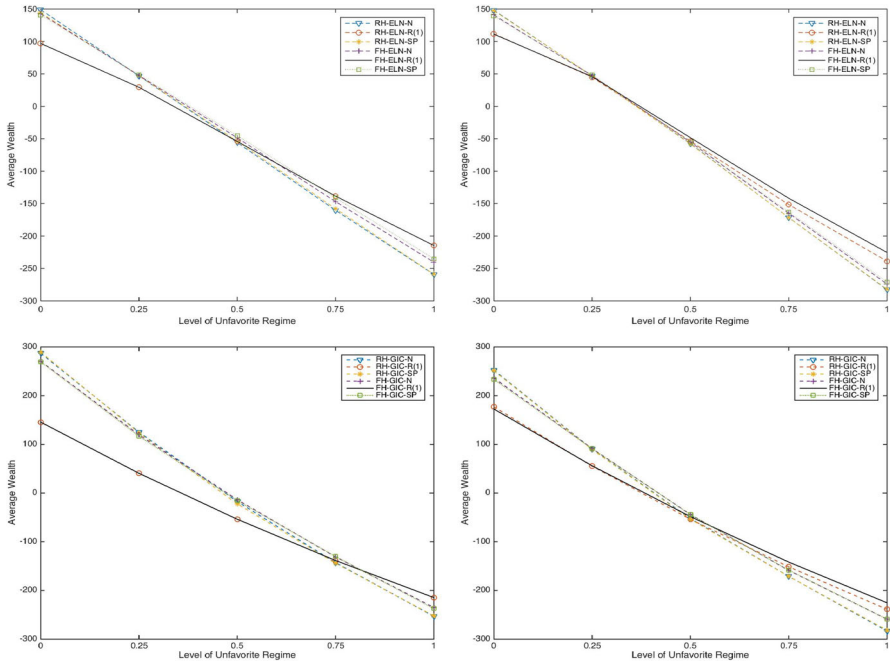 150
100
50
0
-50
-100
-150
-200
-250
-300
Average Wealth
0 0.25 0.5 0.75 1
Level of Unfavorite Regime
RH-ELN-N
RH-ELN-R(1)
RH-ELN-SP
FH-ELN-N
FH-ELN-R(1)
FH-ELN-SP
150
100
50
0
-50
-100
-150
-200
-250
-300
Average Wealth
0 0.25 0.5 0.75 1
Level of Unfavorite Regime
RH-ELN-N
RH-ELN-R(1)
RH-ELN-SP
FH-ELN-N
FH-ELN-R(1)
FH-ELN-SP
300
200
100
0
-100
-200
-300
Average Wealth
0 0.25 0.5 0.75 1
Level of Unfavorite Regime
RH-GIC-N
RH-GIC-R(1)
RH-GIC-SP
FH-GIC-N
FH-GIC-R(1)
FH-GIC-SP
300
200
100
0
-100
-200
-300
Average Wealth
0 0.25 0.5 0.75 1
Level of Unfavorite Regime
RH-GIC-N
RH-GIC-R(1)
RH-GIC-SP
FH-GIC-N
FH-GIC-R(1)
FH-GIC-SP